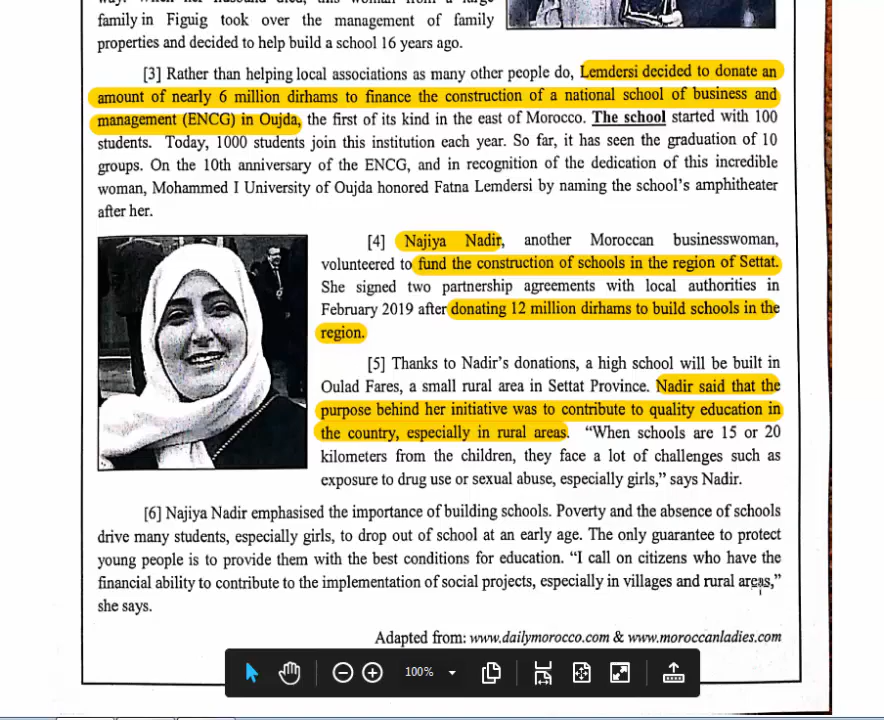 family in Figuig took over the management of family
properties and decided to help build a school 16 years ago.
[3] Rather than helping local associations as many other people do, Lemdersi decided to donate an
amount of nearly 6 million dirhams to finance the construction of a national school of business and
management (ENCG) in Oujda, the first of its kind in the east of Morocco. The school started with 100
students. Today, 1000 students join this institution each year. So far, it has seen the graduation of 10
groups. On the 10th anniversary of the ENCG, and in recognition of the dedication of this incredible
woman, Mohammed I University of Oujda honored Fatna Lemdersi by naming the school's amphitheater
after her.
[4] Najiya Nadir, another Moroccan businesswoman,
volunteered to fund the construction of schools in the region of Settat.
She signed two partnership agreements with local authorities in
February 2019 after donating 12 million dirhams to build schools in the
region.
[5] Thanks to Nadir's donations, a high school will be built in
Oulad Fares, a small rural area in Settat Province. Nadir said that the
purpose behind her initiative was to contribute to quality education in
the country, especially in rural areas. “When schools are 15 or 20
kilometers from the children, they face a lot of challenges such as
exposure to drug use or sexual abuse, especially girls,” says Nadir.
[6] Najiya Nadir emphasised the importance of building schools. Poverty and the absence of schools
drive many students, especially girls, to drop out of school at an early age. The only guarantee to protect
young people is to provide them with the best conditions for education. “I call on citizens who have the
financial ability to contribute to the implementation of social projects, especially in villages and rural areas,”
she says.
Adapted from: www.dailymorocco.com & www.moroccanladies.com
100%